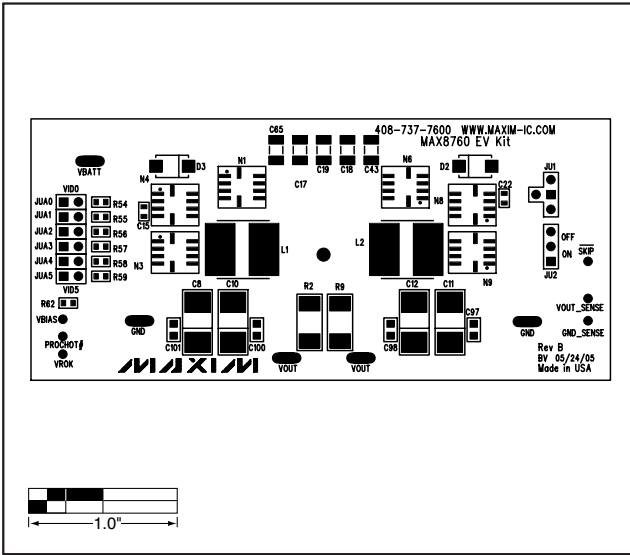 408-737-7600 WWW.MAXIM-IC.COM
MAX8760 EV Kit
C65
C19 C18 C43
C17
VBATT
D3
N1
N6
D2
JU1
N4
VID0
JUA0 R54
JUA1 R55
JUA2 R56
JUA3 R57
JUA4 R58
JUA5 R59
VID5
C15
N3
N8
C22
L1
L2
N9
OFF
ON
JU2
SKIP
R62
VBIAS
PROCHOT#
VROK
GND
C8 C10
R2 R9
C12 C11
C101
C100
C98
C97
VOUT_SENSE
GND_SENSE
GND
MAXIM
VOUT
VOUT
Rev B
BV 05/24/05
Made in USA
1.0"